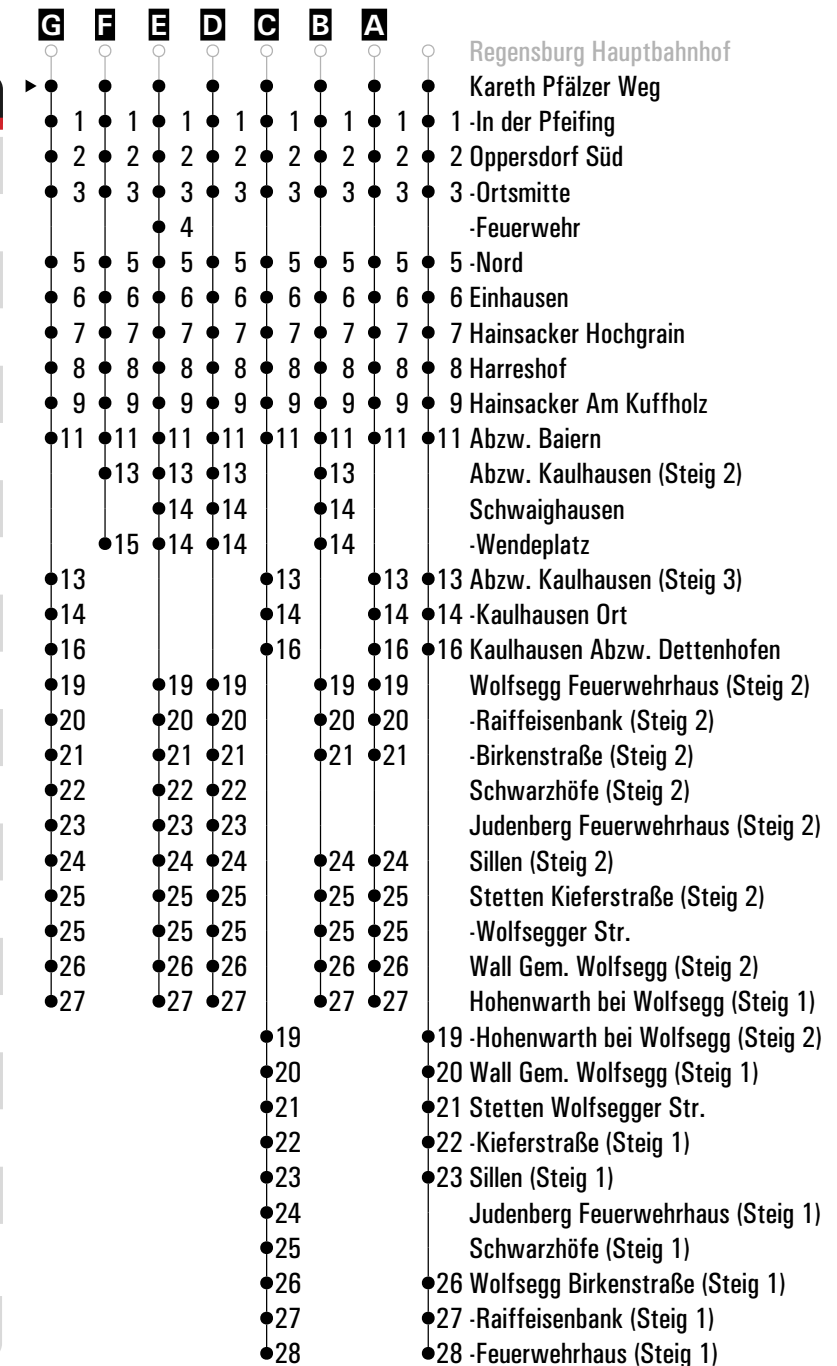 G F E D C B A
Regensburg Hauptbahnhof
Kareth Pfälzer Weg
1 1 1 1 1 1 1 1 -In der Pfeifing
2 2 2 2 2 2 2 2 Oppersdorf Süd
3 3 3 3 3 3 3 3 -Ortsmitte
4 -Feuerwehr
5 5 5 5 5 5 5 5 -Nord
6 6 6 6 6 6 6 6 Einhausen
7 7 7 7 7 7 7 7 Hainsacker Hochgrain
8 8 8 8 8 8 8 8 Harreshof
9 9 9 9 9 9 9 9 Hainsacker Am Kuffholz
11 11 11 11 11 11 11 11 Abzw. Baiern
13 13 13 13 Abzw. Kaulhausen (Steig 2)
14 14 14 Schwaighausen
15 14 14 14 -Wendeplatz
13 13 13 13 Abzw. Kaulhausen (Steig 3)
14 14 14 14 -Kaulhausen Ort
16 16 16 16 Kaulhausen Abzw. Dettenhofen
19 19 19 19 19 Wolfsegg Feuerwehrhaus (Steig 2)
20 20 20 20 20 -Raiffeisenbank (Steig 2)
21 21 21 21 21 -Birkenstraße (Steig 2)
22 22 22 Schwarzhöfe (Steig 2)
23 23 23 Judenberg Feuerwehrhaus (Steig 2)
24 24 24 24 24 Sillen (Steig 2)
25 25 25 25 25 Stetten Kieferstraße (Steig 2)
25 25 25 25 25 -Wolfsegger Str.
26 26 26 26 26 Wall Gem. Wolfsegg (Steig 2)
27 27 27 27 27 Hohenwarth bei Wolfsegg (Steig 1)
19 19 -Hohenwarth bei Wolfsegg (Steig 2)
20 20 Wall Gem. Wolfsegg (Steig 1)
21 21 Stetten Wolfsegger Str.
22 22 -Kieferstraße (Steig 1)
23 23 Sillen (Steig 1)
24 Judenberg Feuerwehrhaus (Steig 1)
25 Schwarzhöfe (Steig 1)
26 26 Wolfsegg Birkenstraße (Steig 1)
27 27 -Raiffeisenbank (Steig 1)
28 28 -Feuerwehrhaus (Steig 1)